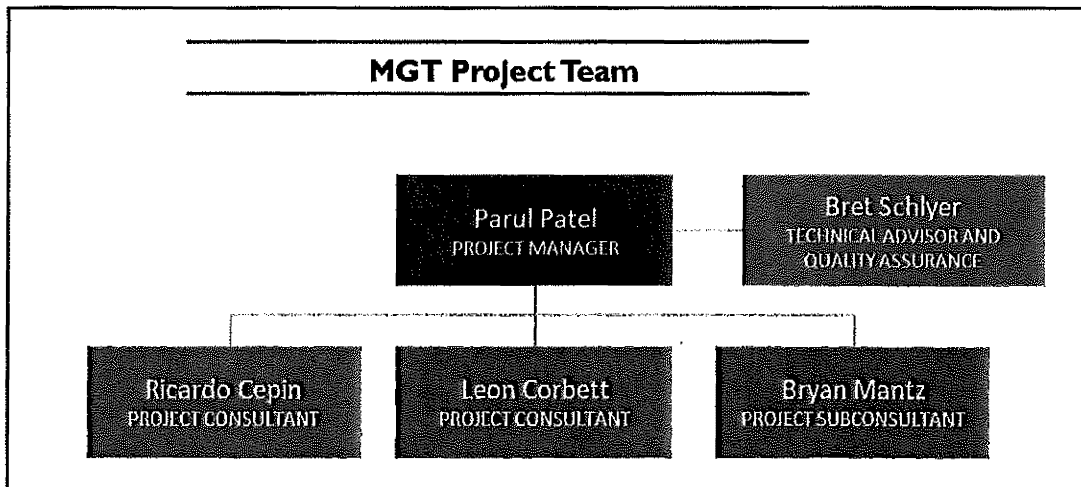 MGT Project Team
Parul Patel
PROJECT MANAGER
Bret Schlyer
TECHNICAL ADVISOR AND
QUALITY ASSURANCE
Ricardo Cepin
PROJECT CONSULTANT
Leon Corbett
PROJECT CONSULTANT
Bryan Mantz
PROJECT SUBCONSULTANT